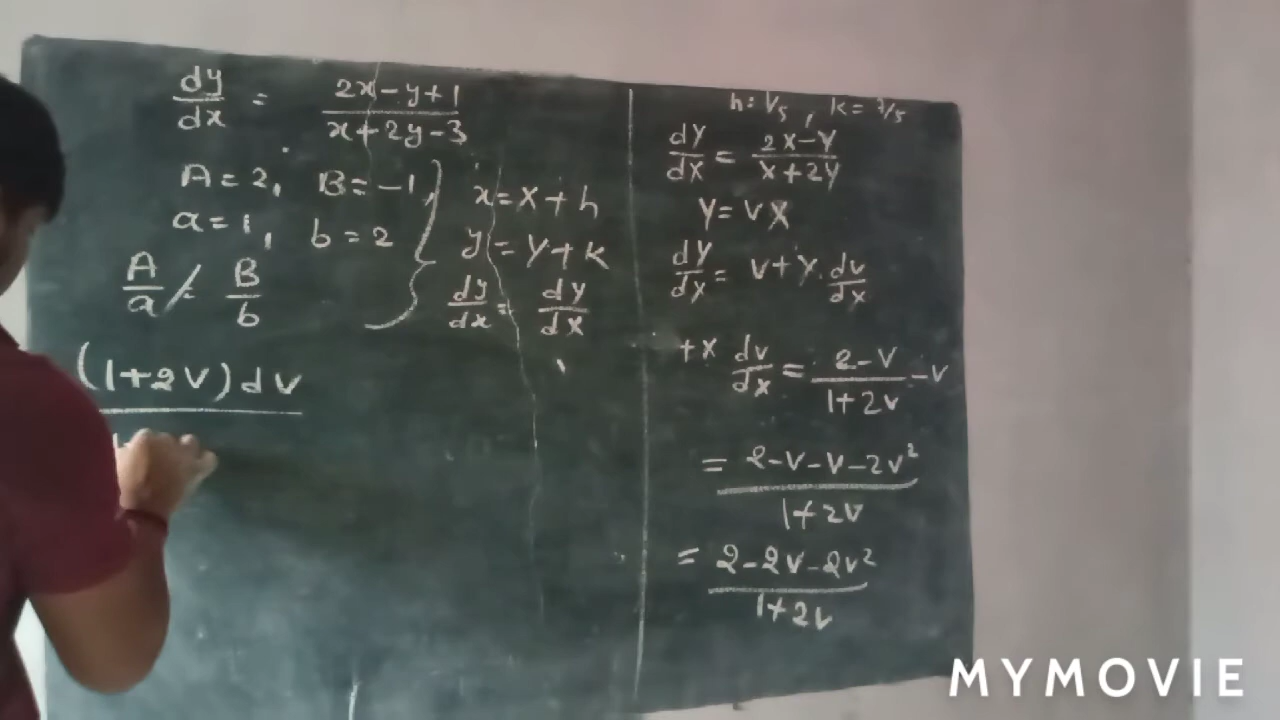 dy/dx = (2x-y+1)/(x+2y-3)
A=2, B=-1,
a=1, b=2
A/a ≠ B/b
x=X+h
y=Y+k
dy/dx = dY/dX
(1+2V)dV
h=1/5, k=7/5
dY/dX = (2X-Y)/(X+2Y)
Y=VX
dY/dX = V+X.dv/dx
+X dv/dx = (2-V)/(1+2V) -V
= (2-V-V-2V²)/(1+2V)
= (2-2V-2V²)/(1+2V)
MYMOVIE